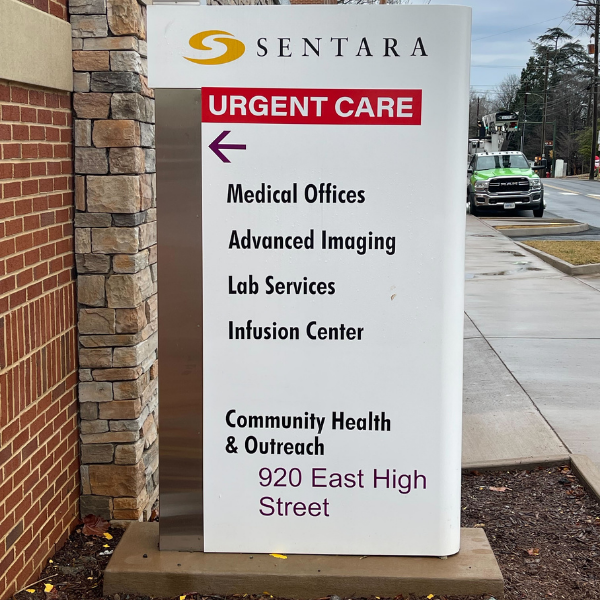 SENTARA
URGENT CARE
Medical Offices
Advanced Imaging
Lab Services
Infusion Center
Community Health
& Outreach
920 East High
Street